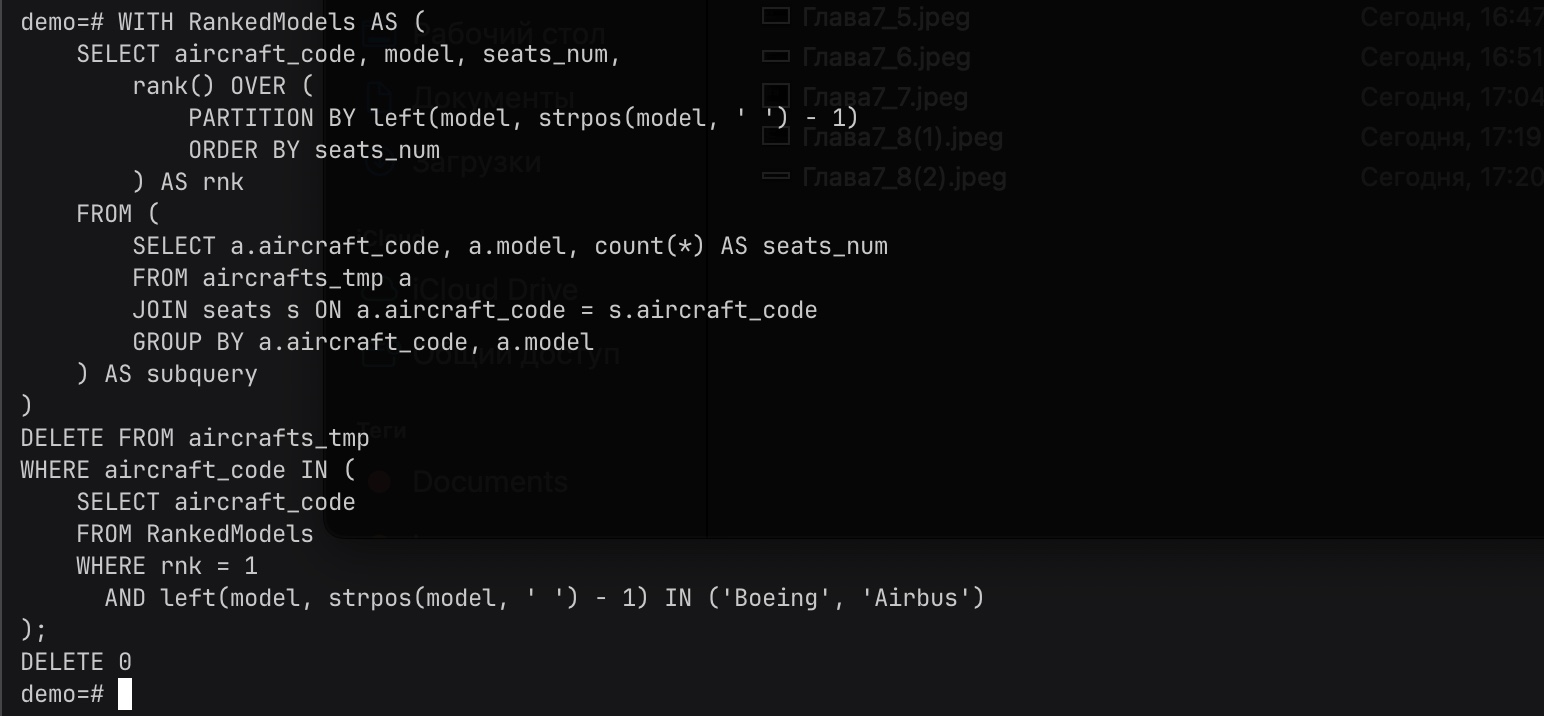 demo=# WITH RankedModels AS (
    SELECT aircraft_code, model, seats_num,
        rank() OVER (
            PARTITION BY left(model, strpos(model, ' ') - 1)
            ORDER BY seats_num
        ) AS rnk
    FROM (
        SELECT a.aircraft_code, a.model, count(*) AS seats_num
        FROM aircrafts_tmp a
        JOIN seats s ON a.aircraft_code = s.aircraft_code
        GROUP BY a.aircraft_code, a.model
    ) AS subquery
)
DELETE FROM aircrafts_tmp
WHERE aircraft_code IN (
    SELECT aircraft_code
    FROM RankedModels
    WHERE rnk = 1
      AND left(model, strpos(model, ' ') - 1) IN ('Boeing', 'Airbus')
);
DELETE 0
demo=#
Рабочий стол
Документы
Загрузки
iCloud
iCloud Drive
Общий доступ
Теги
Documents
Глава7_5.jpeg Сегодня, 16:47
Глава7_6.jpeg Сегодня, 16:51
Глава7_7.jpeg Сегодня, 17:04
Глава7_8(1).jpeg Сегодня, 17:19
Глава7_8(2).jpeg Сегодня, 17:20